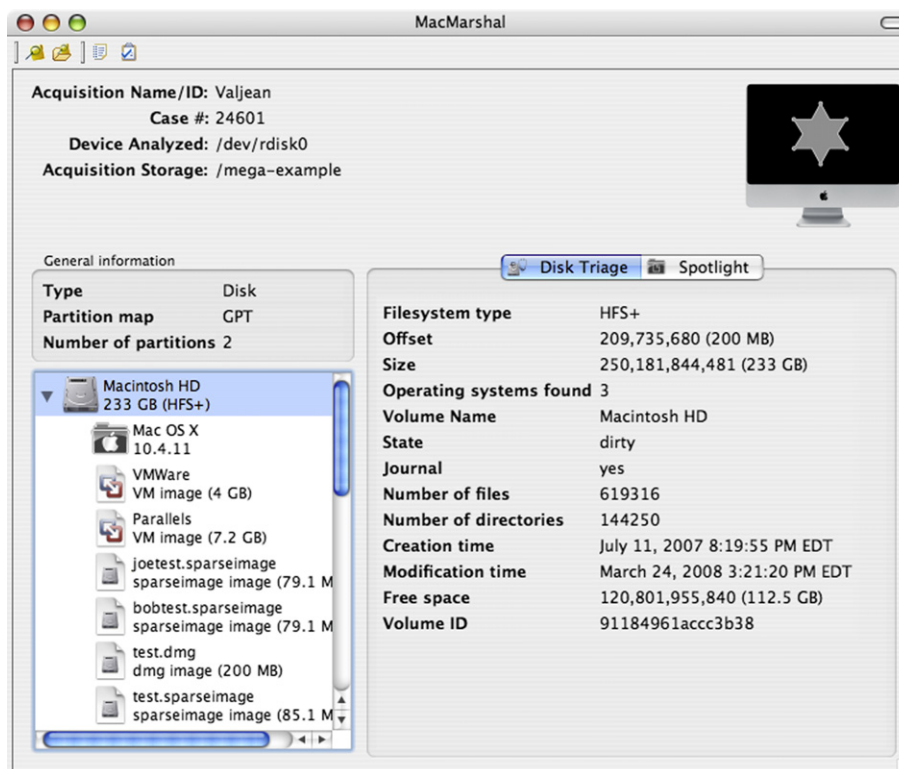 MacMarshal
Acquisition Name/ID: Valjean
Case #: 24601
Device Analyzed: /dev/rdisk0
Acquisition Storage: /mega-example
General information
Type Disk
Partition map GPT
Number of partitions 2
Macintosh HD
233 GB (HFS+)
Mac OS X
10.4.11
VMWare
VM image (4 GB)
Parallels
VM image (7.2 GB)
joetest.sparseimage
sparseimage image (79.1 M
bobtest.sparseimage
sparseimage image (79.1 M
test.dmg
dmg image (200 MB)
test.sparseimage
sparseimage image (85.1 M
Disk Triage Spotlight
Filesystem type HFS+
Offset 209,735,680 (200 MB)
Size 250,181,844,481 (233 GB)
Operating systems found 3
Volume Name Macintosh HD
State dirty
Journal yes
Number of files 619316
Number of directories 144250
Creation time July 11, 2007 8:19:55 PM EDT
Modification time March 24, 2008 3:21:20 PM EDT
Free space 120,801,955,840 (112.5 GB)
Volume ID 91184961accc3b38